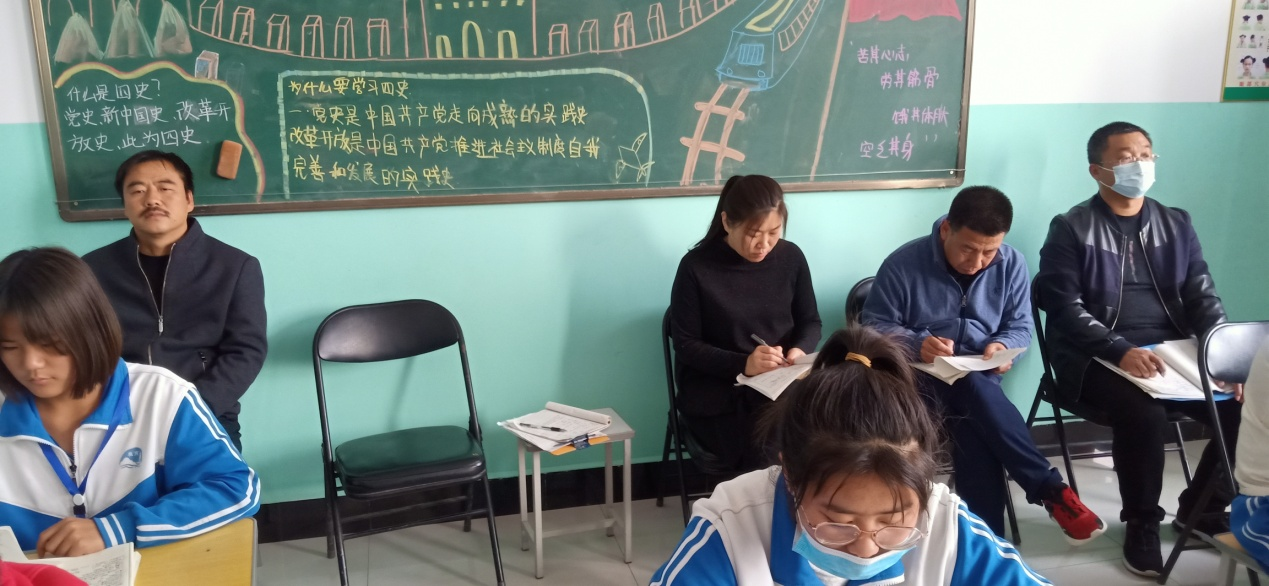 什么是四史?
党史、新中国史、改革开
放史、此为四史
为什么要学习四史
一.党史是中国共产党走向成熟的实践史
改革开放是中国共产党推进社会主义制度自我
完善和发展的实践史
苦其心志,
劳其筋骨
饿其体肤
空乏其身"